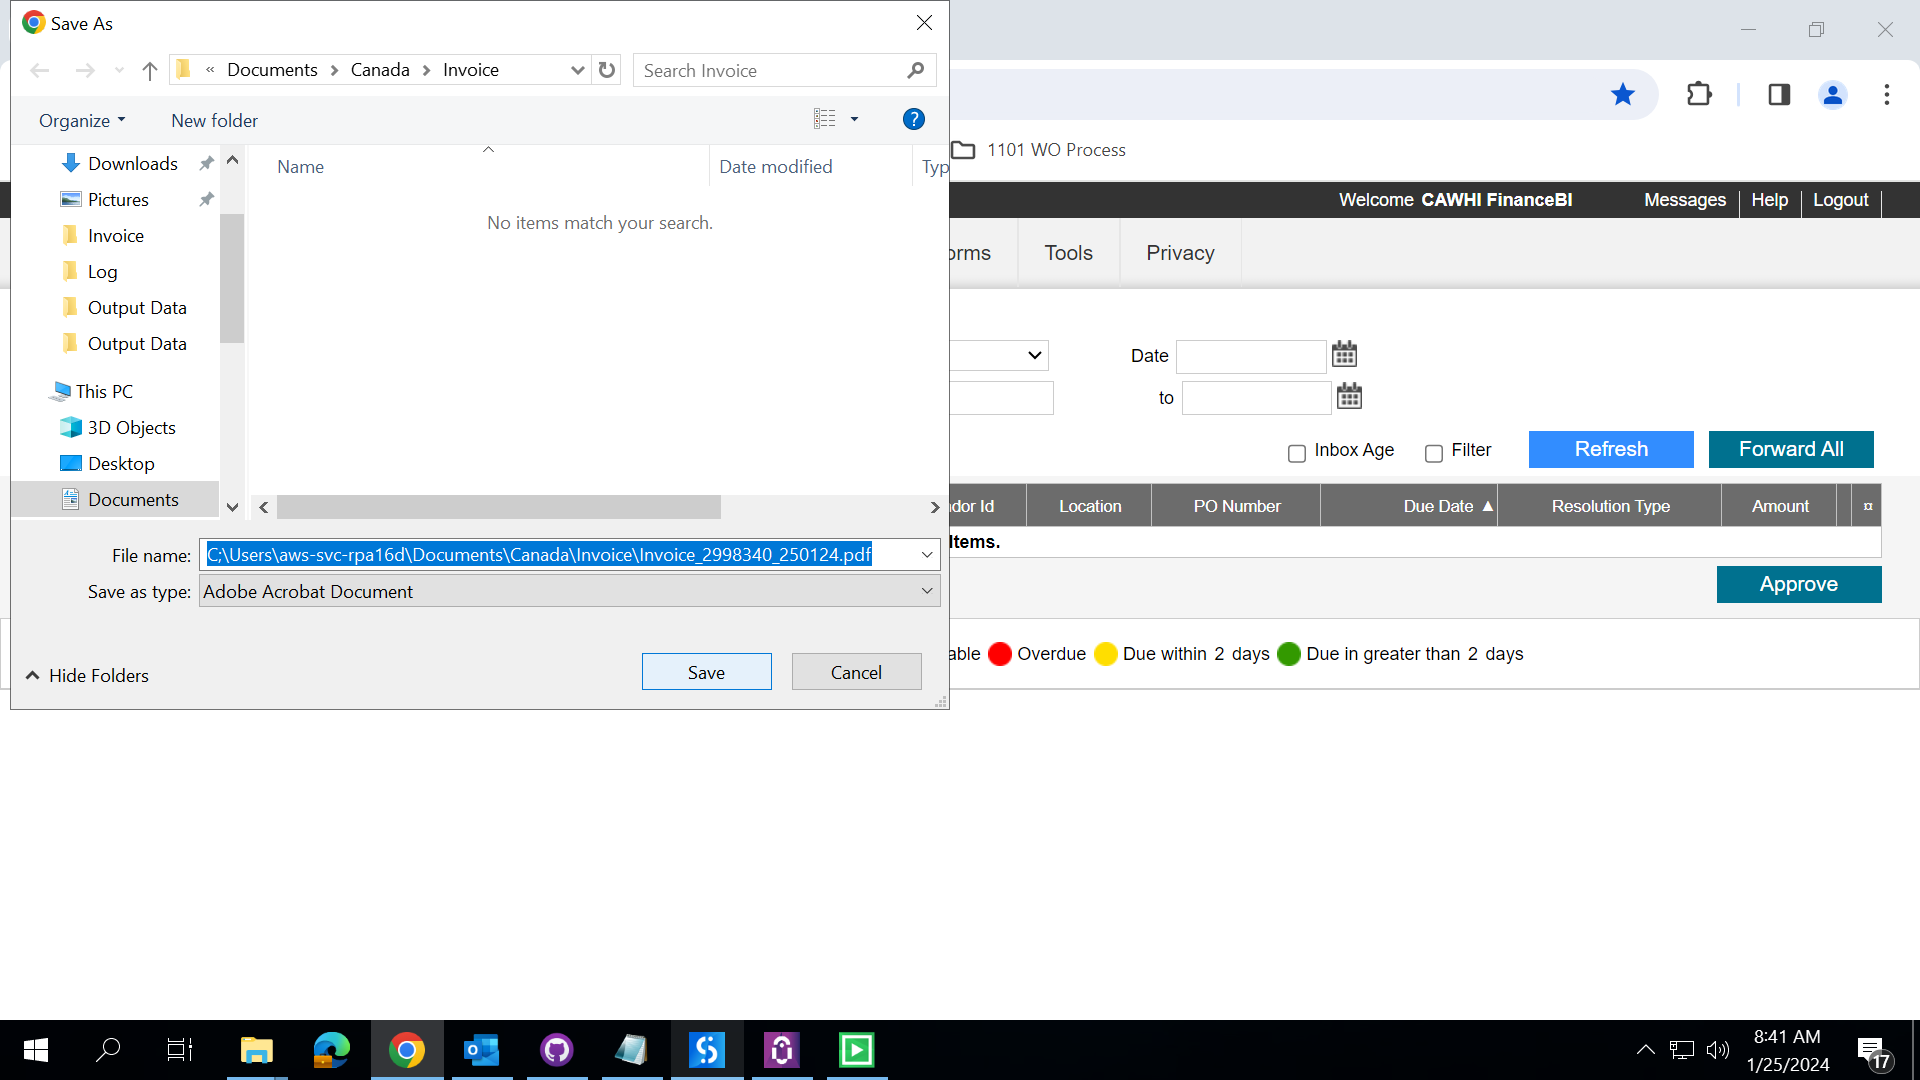 Save As
« Documents > Canada > Invoice
Search Invoice
Organize
New folder
?
Downloads
Pictures
Invoice
Log
Output Data
Output Data
This PC
3D Objects
Desktop
Documents
Name
Date modified
Typ
No items match your search.
File name: C;\Users\aws-svc-rpa16d\Documents\Canada\Invoice\Invoice_2998340_250124.pdf
Save as type: Adobe Acrobat Document
Hide Folders
Save
Cancel
1101 WO Process
Welcome CAWHI FinanceBI
Messages
Help
Logout
orms
Tools
Privacy
Date
to
Inbox Age
Filter
Refresh
Forward All
dor Id
Location
PO Number
Due Date ▲
Resolution Type
Amount
¤
Items.
Approve
able
Overdue
Due within 2 days
Due in greater than 2 days
8:41 AM
1/25/2024
17